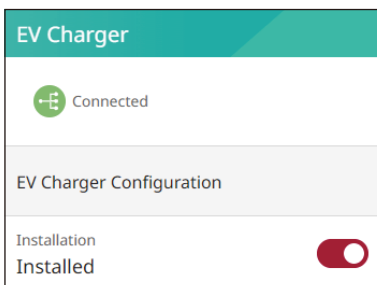 EV Charger
Connected
EV Charger Configuration
Installation
Installed